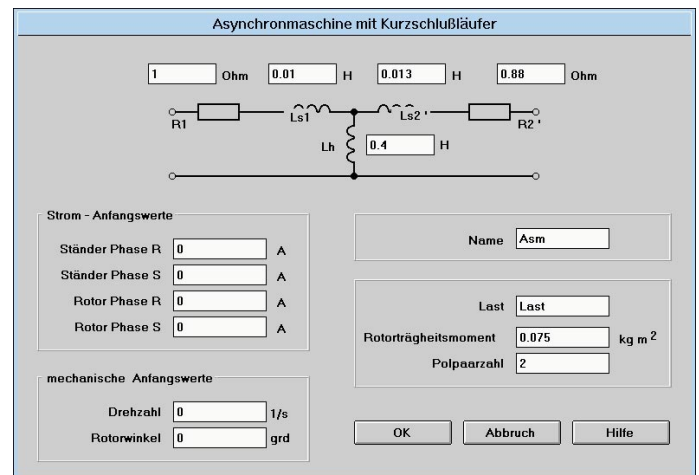 Asynchronmaschine mit Kurzschlußläufer
1 Ohm 0.01 H 0.013 H 0.88 Ohm
R1 Ls1 Ls2 ' R2 '
Lh 0.4 H
Strom - Anfangswerte
Ständer Phase R 0 A
Ständer Phase S 0 A
Rotor Phase R 0 A
Rotor Phase S 0 A
Name Asm
Last Last
Rotorträgheitsmoment 0.075 kg m 2
Polpaarzahl 2
mechanische Anfangswerte
Drehzahl 0 1/s
Rotorwinkel 0 grd
OK Abbruch Hilfe